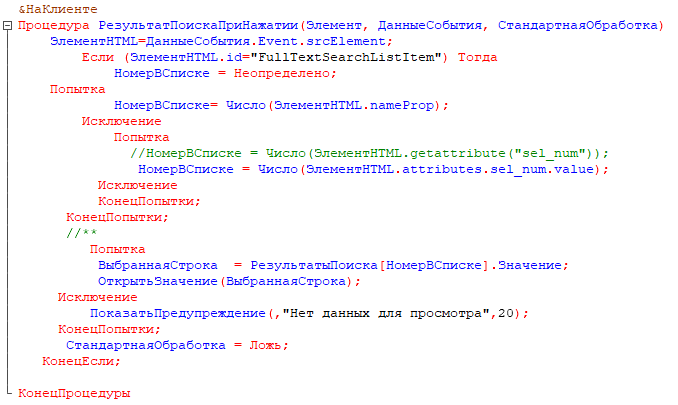 &НаКлиенте
Процедура РезультатПоискаПриНажатии(Элемент, ДанныеСобытия, СтандартнаяОбработка)
ЭлементHTML=ДанныеСобытия.Event.srcElement;
Если (ЭлементHTML.id="FullTextSearchListItem") Тогда
НомерВСписке = Неопределено;
Попытка
НомерВСписке= Число(ЭлементHTML.nameProp);
Исключение
Попытка
//НомерВСписке = Число(ЭлементHTML.getattribute("sel_num"));
НомерВСписке = Число(ЭлементHTML.attributes.sel_num.value);
Исключение
КонецПопытки;
КонецПопытки;
//**
Попытка
ВыбраннаяСтрока  = РезультатыПоиска[НомерВСписке].Значение;
ОткрытьЗначение(ВыбраннаяСтрока);
Исключение
ПоказатьПредупреждение(,"Нет данных для просмотра",20);
КонецПопытки;
СтандартнаяОбработка = Ложь;
КонецЕсли;
КонецПроцедуры